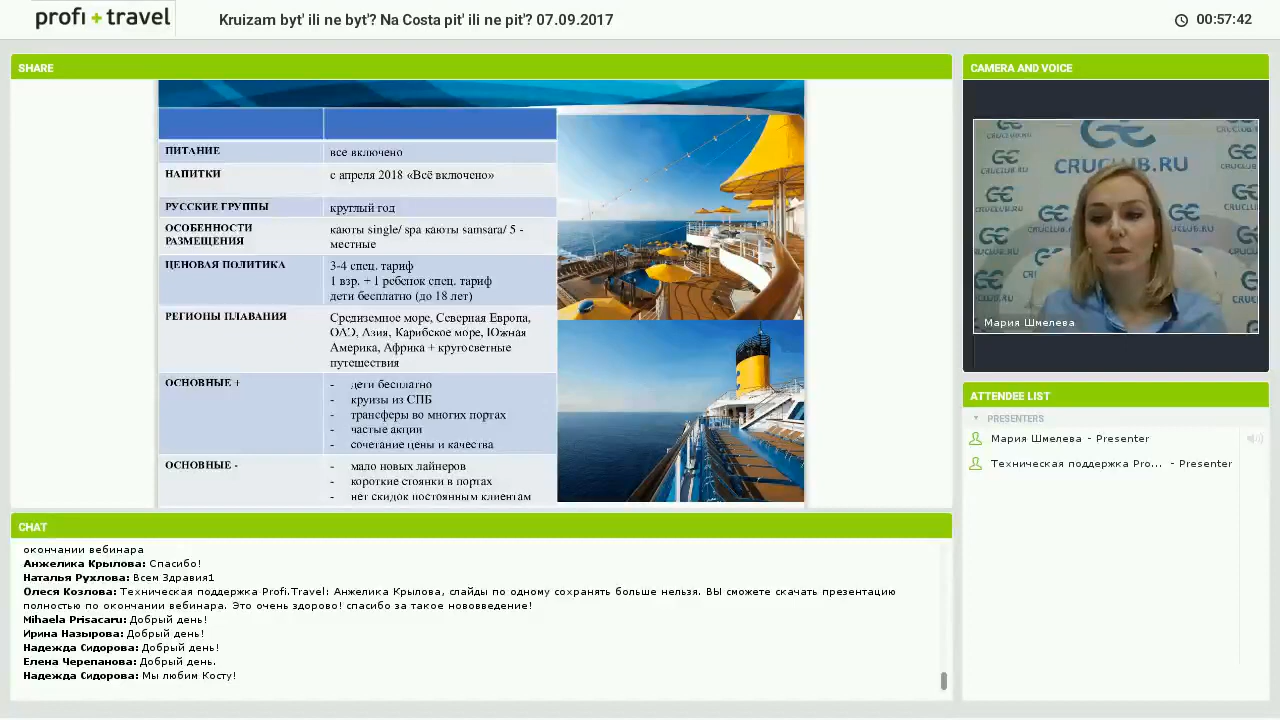 profi + travel
Kruizam byt' ili ne byt'? Na Costa pit' ili ne pit'? 07.09.2017
00:57:42
SHARE
ПИТАНИЕ
все включено
НАПИТКИ
с апреля 2018 «Всё включено»
РУССКИЕ ГРУППЫ
круглый год
ОСОБЕННОСТИ
РАЗМЕЩЕНИЯ
каюты single/ spa каюты samsara/ 5 -
местные
ЦЕНОВАЯ ПОЛИТИКА
3-4 спец. тариф
1 взр. + 1 ребенок спец. тариф
дети бесплатно (до 18 лет)
РЕГИОНЫ ПЛАВАНИЯ
Средиземное море, Северная Европа,
ОАЭ, Азия, Карибское море, Южная
Америка, Африка + кругосветные
путешествия
ОСНОВНЫЕ +
- дети бесплатно
- круизы из СПБ
- трансферы во многих портах
частые акции
- сочетание цены и качества
ОСНОВНЫЕ -
- мало новых лайнеров
- короткие стоянки в портах
- нет скидок постоянным клиентам
CAMERA AND VOICE
CRUCLUB.RU
Мария Шмелева
ATTENDEE LIST
PRESENTERS
Мария Шмелева - Presenter
Техническая поддержка Pro... - Presenter
CHAT
окончании вебинара
Анжелика Крылова: Спасибо!
Наталья Рухлова: Всем Здравия1
Олеся Козлова: Техническая поддержка Profi.Travel: Анжелика Крылова, слайды по одному сохранять больше нельзя. ВЫ сможете скачать презентацию
полностью по окончании вебинара. Это очень здорово! спасибо за такое нововведение!
Mihaela Prisacaru: Добрый день!
Ирина Назырова: Добрый день!
Надежда Сидорова: Добрый день!
Елена Черепанова: Добрый день.
Надежда Сидорова: Мы любим Косту!